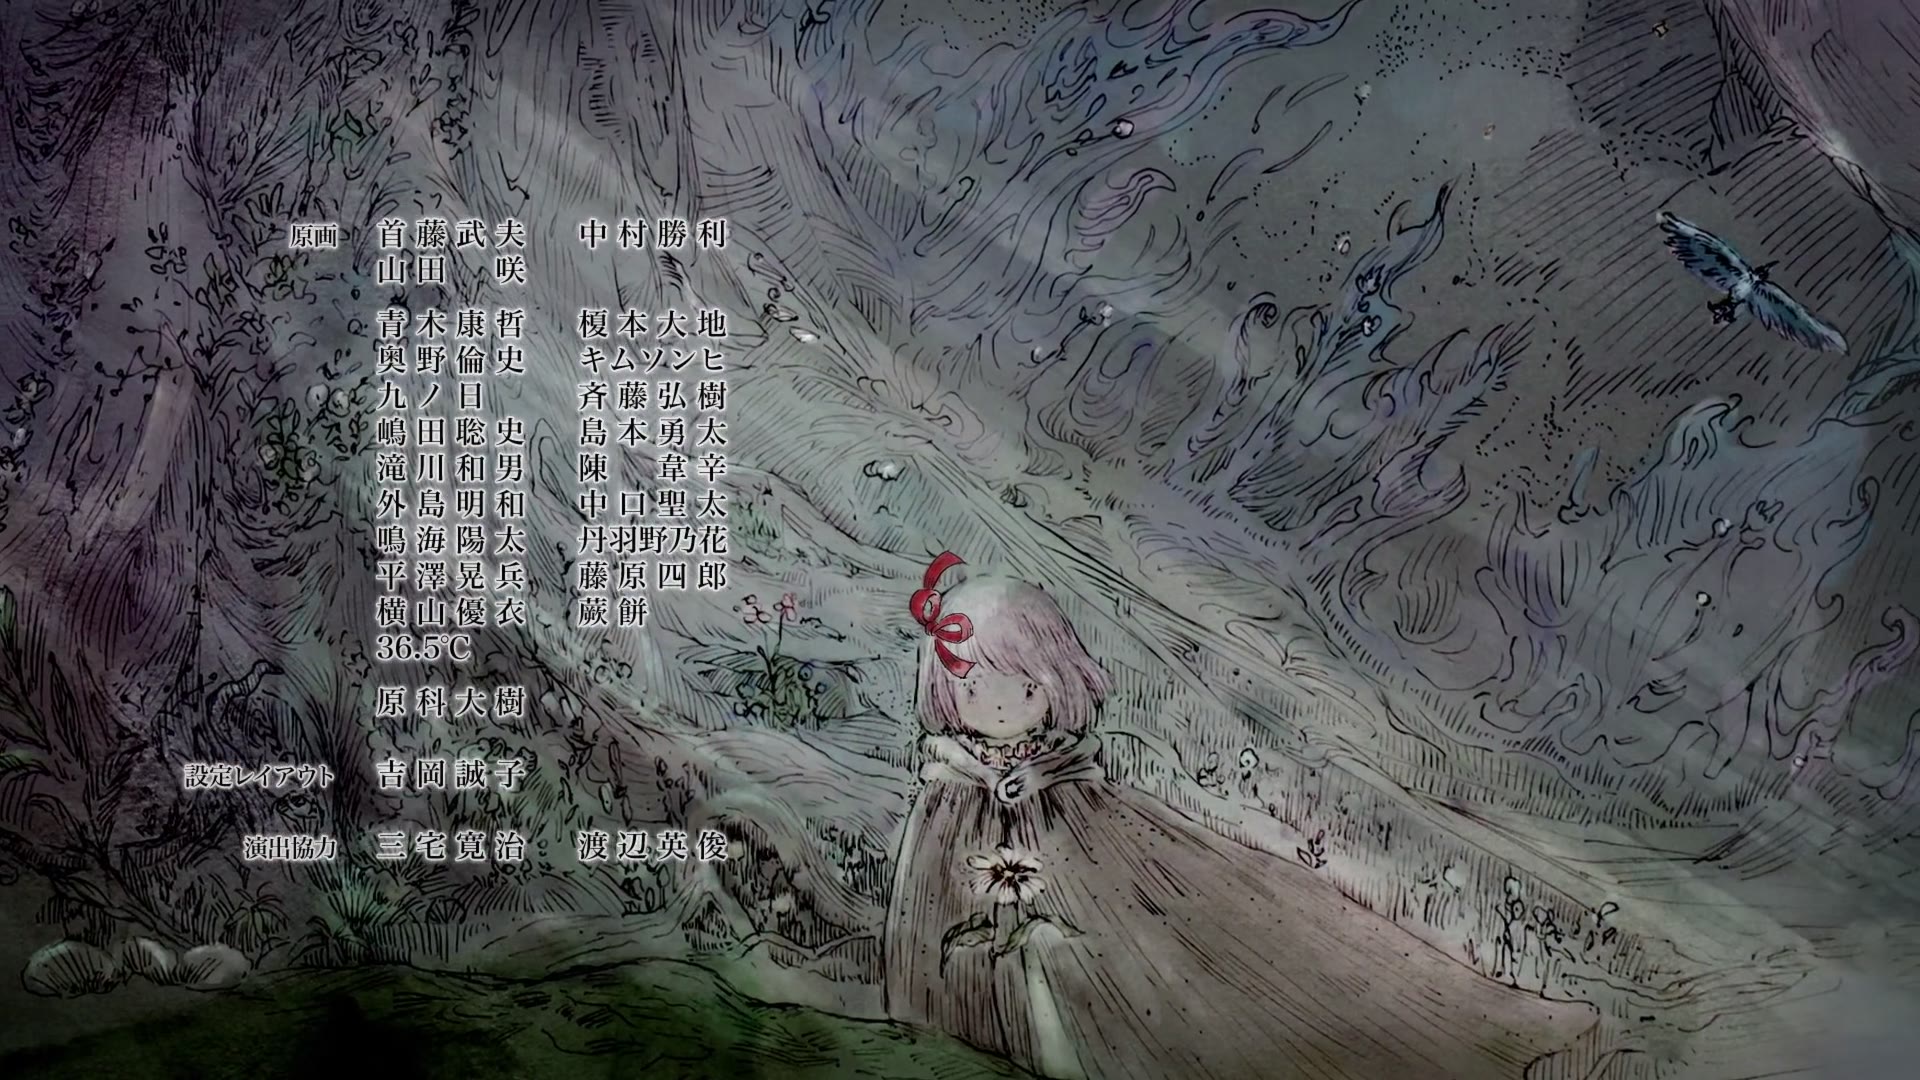 原画 首藤武夫 中村勝利
山田 咲
青木康哲 榎本大地
奥野倫史 キムソンヒ
九ノ日 斉藤弘樹
嶋田聡史 島本勇太
滝川和男 陳 韋辛
外島明和 中口聖太
鳴海陽太 丹羽野乃花
平澤晃兵 藤原四郎
横山優衣 蕨餅
36.5℃
原科大樹
設定レイアウト 吉岡誠子
演出協力 三宅寛治 渡辺英俊